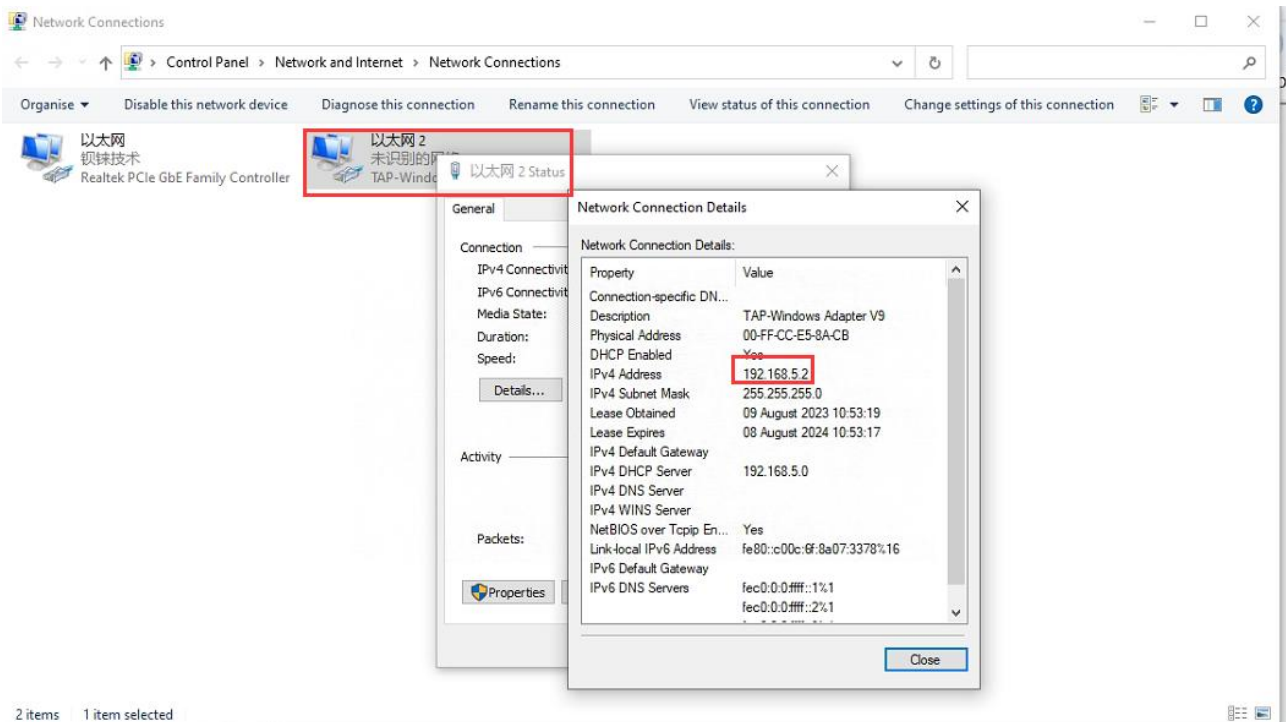 Network Connections
Control Panel > Network and Internet > Network Connections
Organise Disable this network device Diagnose this connection Rename this connection View status of this connection Change settings of this connection
以太网
钡铼技术
Realtek PCIe GbE Family Controller
以太网 2
未识别的
TAP-Windo
以太网 2 Status
General
Connection
IPv4 Connectivit
IPv6 Connectivit
Media State:
Duration:
Speed:
Details...
Activity
Packets:
Properties
Network Connection Details
Network Connection Details:
Property Value
Connection-specific DN...
Description TAP-Windows Adapter V9
Physical Address 00-FF-CC-E5-8A-CB
DHCP Enabled Yes
IPv4 Address 192.168.5.2
IPv4 Subnet Mask 255.255.255.0
Lease Obtained 09 August 2023 10:53:19
Lease Expires 08 August 2024 10:53:17
IPv4 Default Gateway
IPv4 DHCP Server 192.168.5.0
IPv4 DNS Server
IPv4 WINS Server
NetBIOS over Tcpip En... Yes
Link-local IPv6 Address fe80::c00c:6f:8a07:3378%16
IPv6 Default Gateway
IPv6 DNS Servers fec0:0:0:ffff::1%1
fec0:0:0:ffff::2%1
Close
2 items 1 item selected